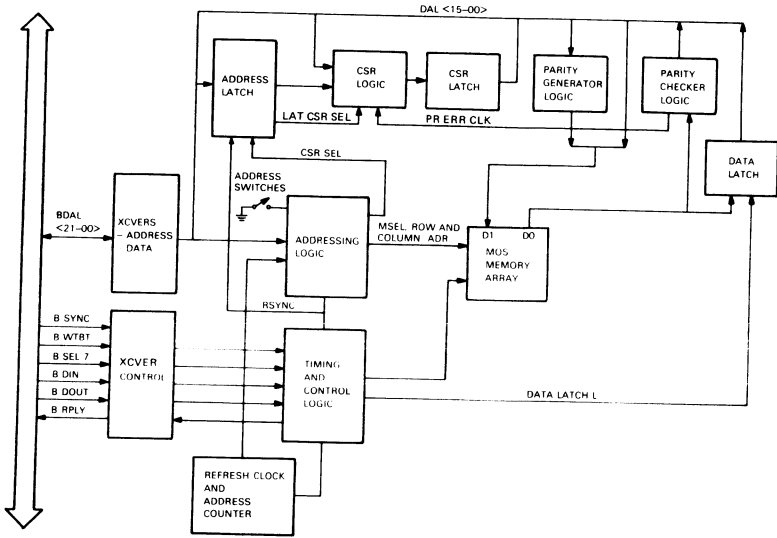 DAL <15-00>
ADDRESS
LATCH
CSR
LOGIC
CSR
LATCH
PARITY
GENERATOR
LOGIC
PARITY
CHECKER
LOGIC
LAT CSR SEL
PR ERR CLK
DATA
LATCH
CSR SEL
ADDRESS
SWITCHES
BDAL
<21-00>
XCVERS
- ADDRESS
DATA
ADDRESSING
LOGIC
MSEL, ROW AND
COLUMN ADR
D1 D0
MOS
MEMORY
ARRAY
RSYNC
B SYNC
B WTBT
B SEL 7
B DIN
B DOUT
B RPLY
XCVER
CONTROL
TIMING
AND
CONTROL
LOGIC
DATA LATCH L
REFRESH CLOCK
AND
ADDRESS
COUNTER